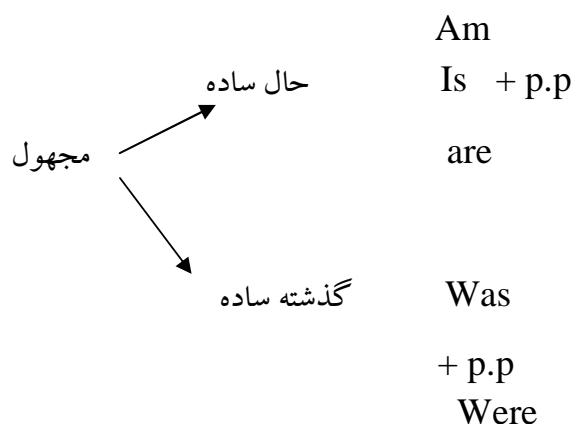 Am
حال ساده Is + p.p
مجهول are
گذشته ساده Was
+ p.p
Were